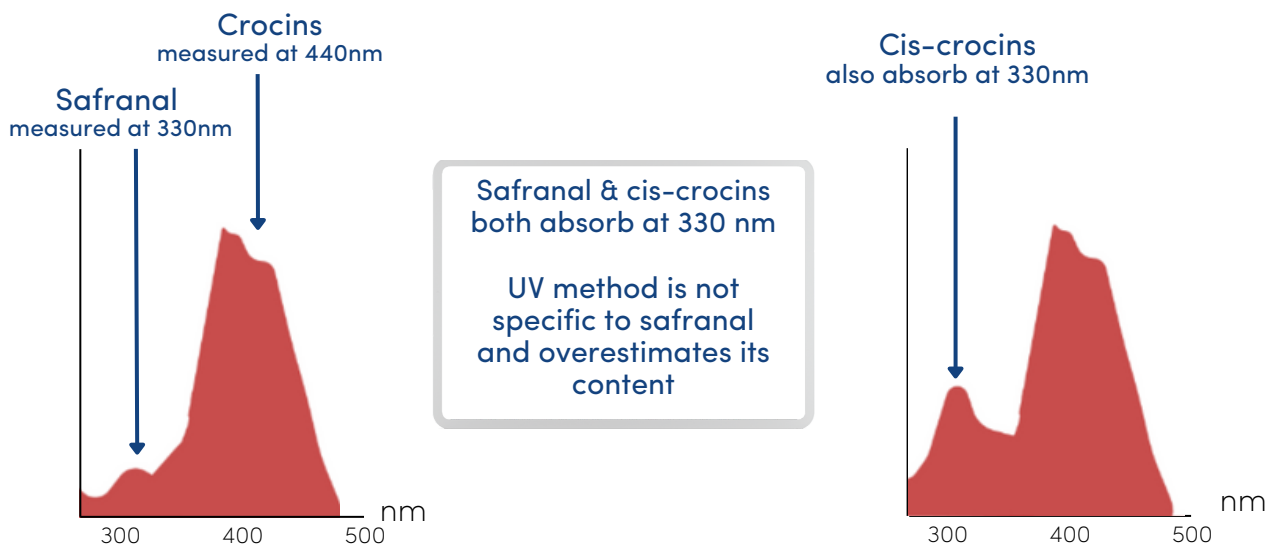 Crocins
measured at 440nm
Safranal
measured at 330nm
Cis-crocins
also absorb at 330nm
Safranal & cis-crocins
both absorb at 330 nm
UV method is not
specific to safranal
and overestimates its
content
nm
300 400 500
nm
300 400 500